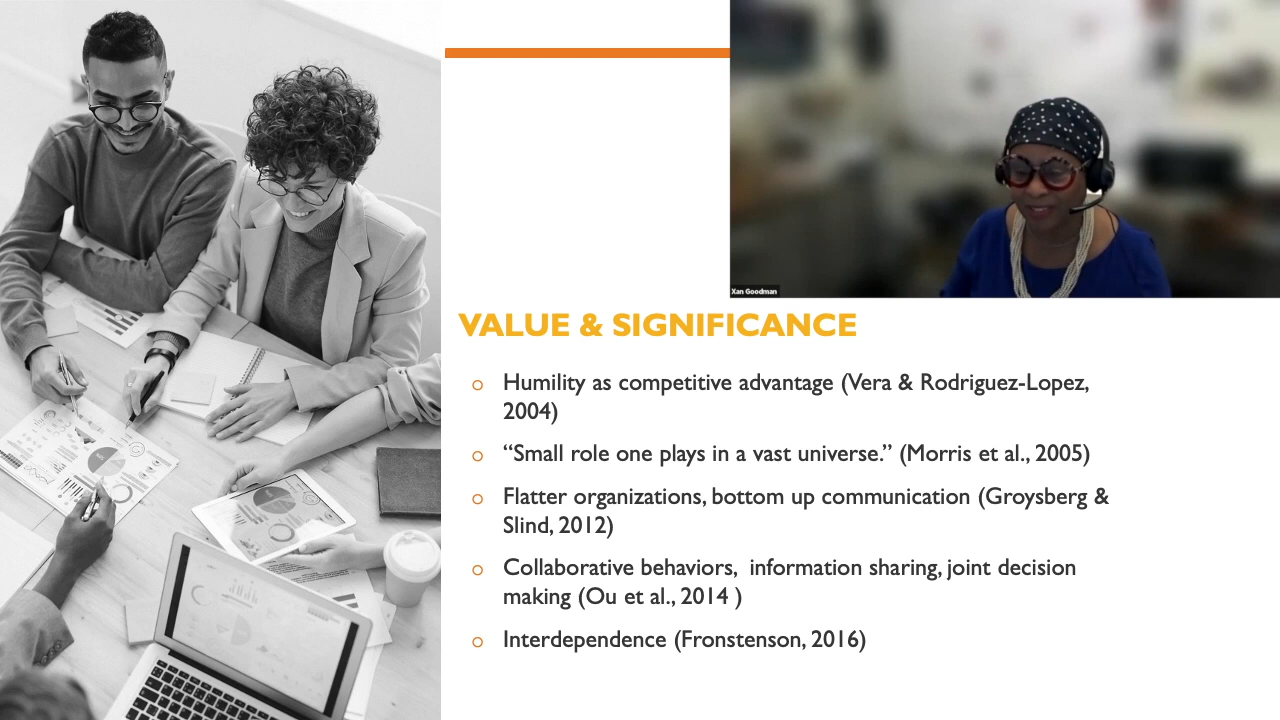 Xan Goodman
VALUE & SIGNIFICANCE
Humility as competitive advantage (Vera & Rodriguez-Lopez,
2004)
“Small role one plays in a vast universe.” (Morris et al., 2005)
Flatter organizations, bottom up communication (Groysberg &
Slind, 2012)
Collaborative behaviors,  information sharing, joint decision
making (Ou et al., 2014 )
Interdependence (Fronstenson, 2016)